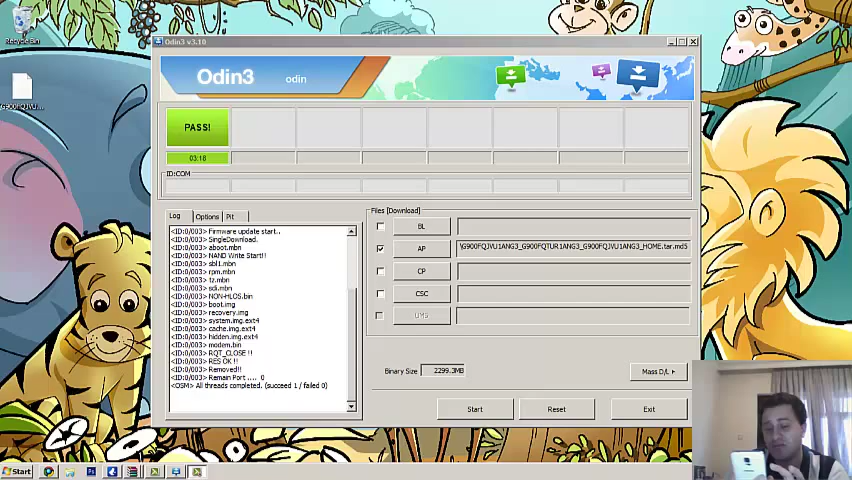 Recycle Bin
G900FQJVU...
Odin3 v3.10
Odin3
odin
PASS!
03:18
ID:COM
Log
Options
Pit
<ID:0/003> Firmware update start..
<ID:0/003> SingleDownload.
<ID:0/003> aboot.mbn
<ID:0/003> NAND Write Start!!
<ID:0/003> sbl1.mbn
<ID:0/003> rpm.mbn
<ID:0/003> tz.mbn
<ID:0/003> sdi.mbn
<ID:0/003> NON-HLOS.bin
<ID:0/003> boot.img
<ID:0/003> recovery.img
<ID:0/003> system.img.ext4
<ID:0/003> cache.img.ext4
<ID:0/003> hidden.img.ext4
<ID:0/003> modem.bin
<ID:0/003> RQT_CLOSE !!
<ID:0/003> RES OK !!
<ID:0/003> Removed!!
<ID:0/003> Remain Port .... 0
<OSM> All threads completed. (succeed 1 / failed 0)
Files [Download]
BL
AP
\G900FQJVU1ANG3_G900FQTUR1ANG3_G900FQJVU1ANG3_HOME.tar.md5
CP
CSC
UMS
Binary Size
2299.3MB
Mass D/L
Start
Reset
Exit
Start